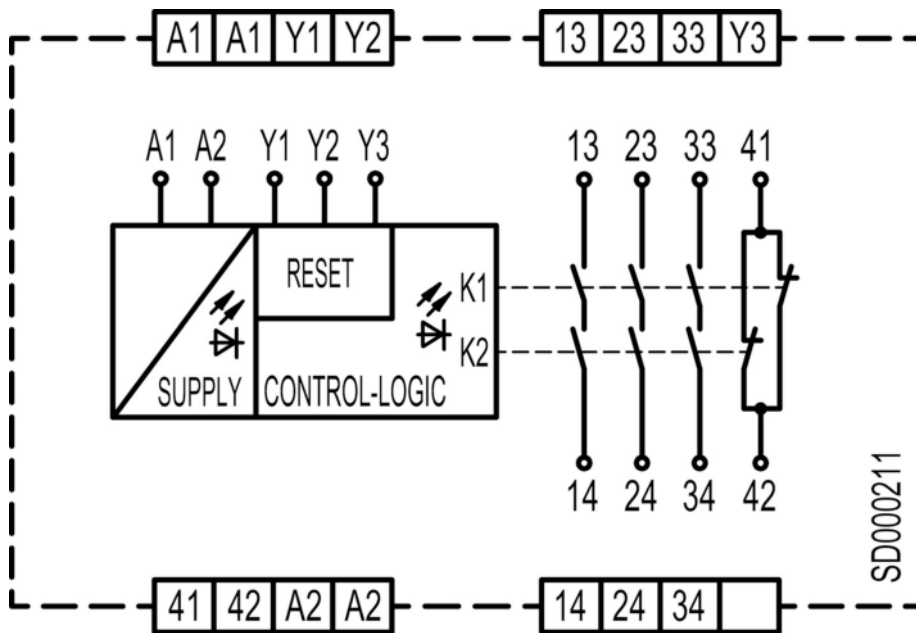 A1 A1 Y1 Y2 13 23 33 Y3
A1 A2 Y1 Y2 Y3 13 23 33 41
RESET
K1
K2
SUPPLY CONTROL-LOGIC
14 24 34 42
SD000211
41 42 A2 A2 14 24 34